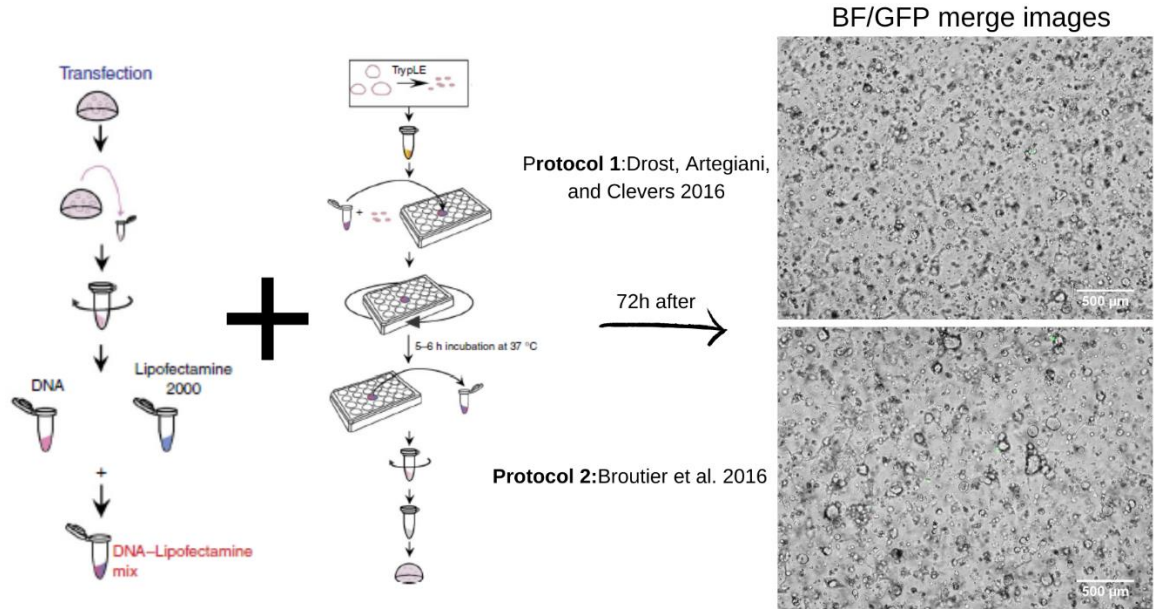 BF/GFP merge images
Transfection
DNA
Lipofectamine
2000
+
DNA–Lipofectamine
mix
+
TrypLE
+
5–6 h incubation at 37 °C
Protocol 1:Drost, Artegiani,
and Clevers 2016
Protocol 2:Broutier et al. 2016
72h after
500 µm
500 µm